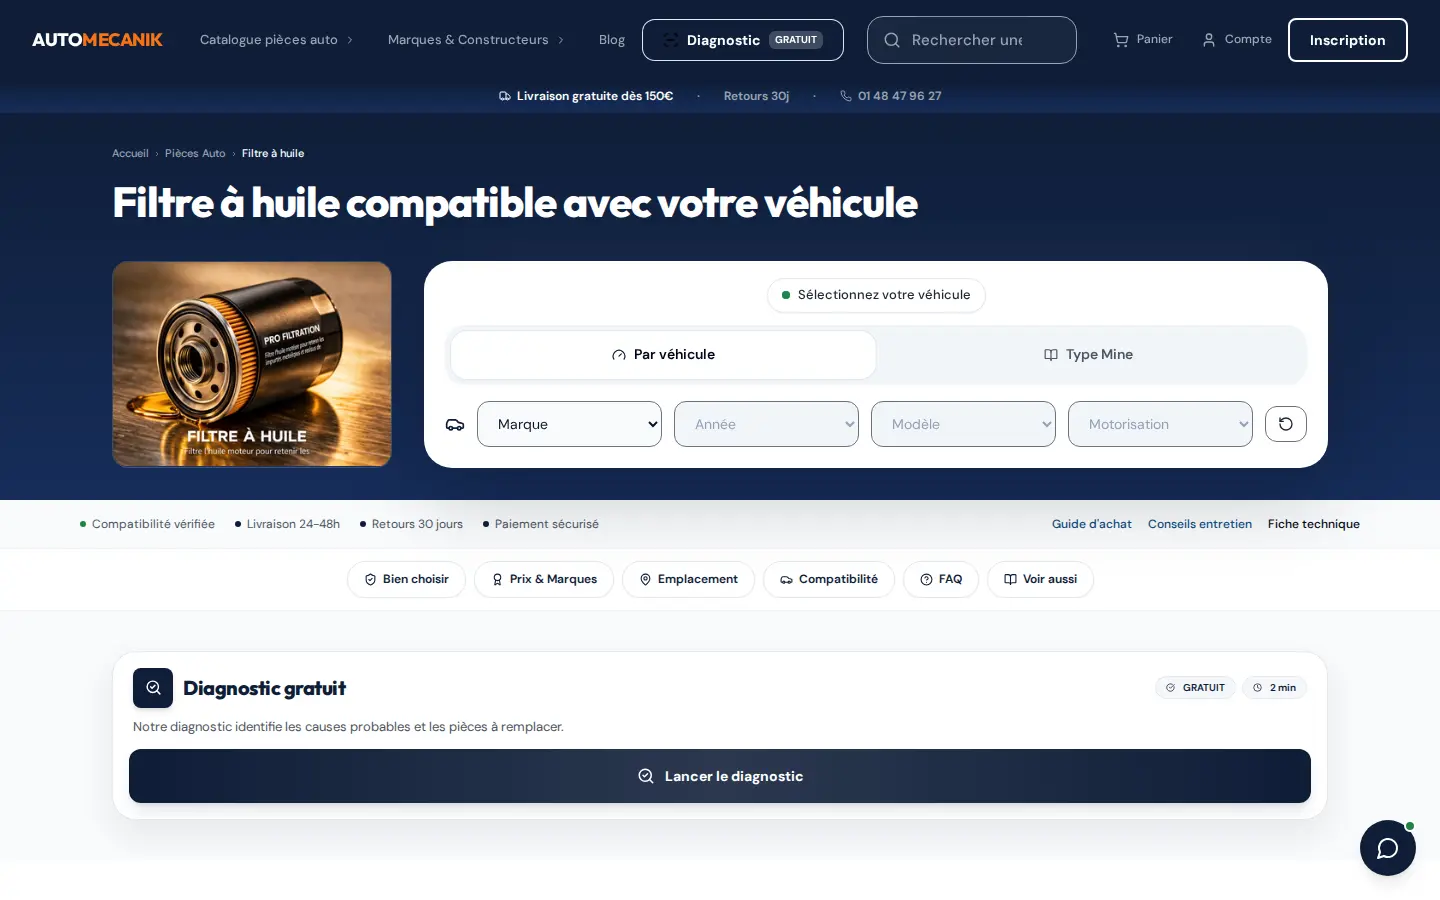 AUTOMECANIK
Catalogue pièces auto
Marques & Constructeurs
Blog
Diagnostic GRATUIT
Rechercher une
Panier
Compte
Inscription
Livraison gratuite dès 150€ · Retours 30j · 01 48 47 96 27
Accueil › Pièces Auto › Filtre à huile
Filtre à huile compatible avec votre véhicule
PRO FILTRATION
FILTRE À HUILE
Filtre l'huile moteur pour retenir les
Sélectionnez votre véhicule
Par véhicule
Type Mine
Marque
Année
Modèle
Motorisation
Compatibilité vérifiée
Livraison 24-48h
Retours 30 jours
Paiement sécurisé
Guide d'achat
Conseils entretien
Fiche technique
Bien choisir
Prix & Marques
Emplacement
Compatibilité
FAQ
Voir aussi
Diagnostic gratuit
GRATUIT
2 min
Notre diagnostic identifie les causes probables et les pièces à remplacer.
Lancer le diagnostic